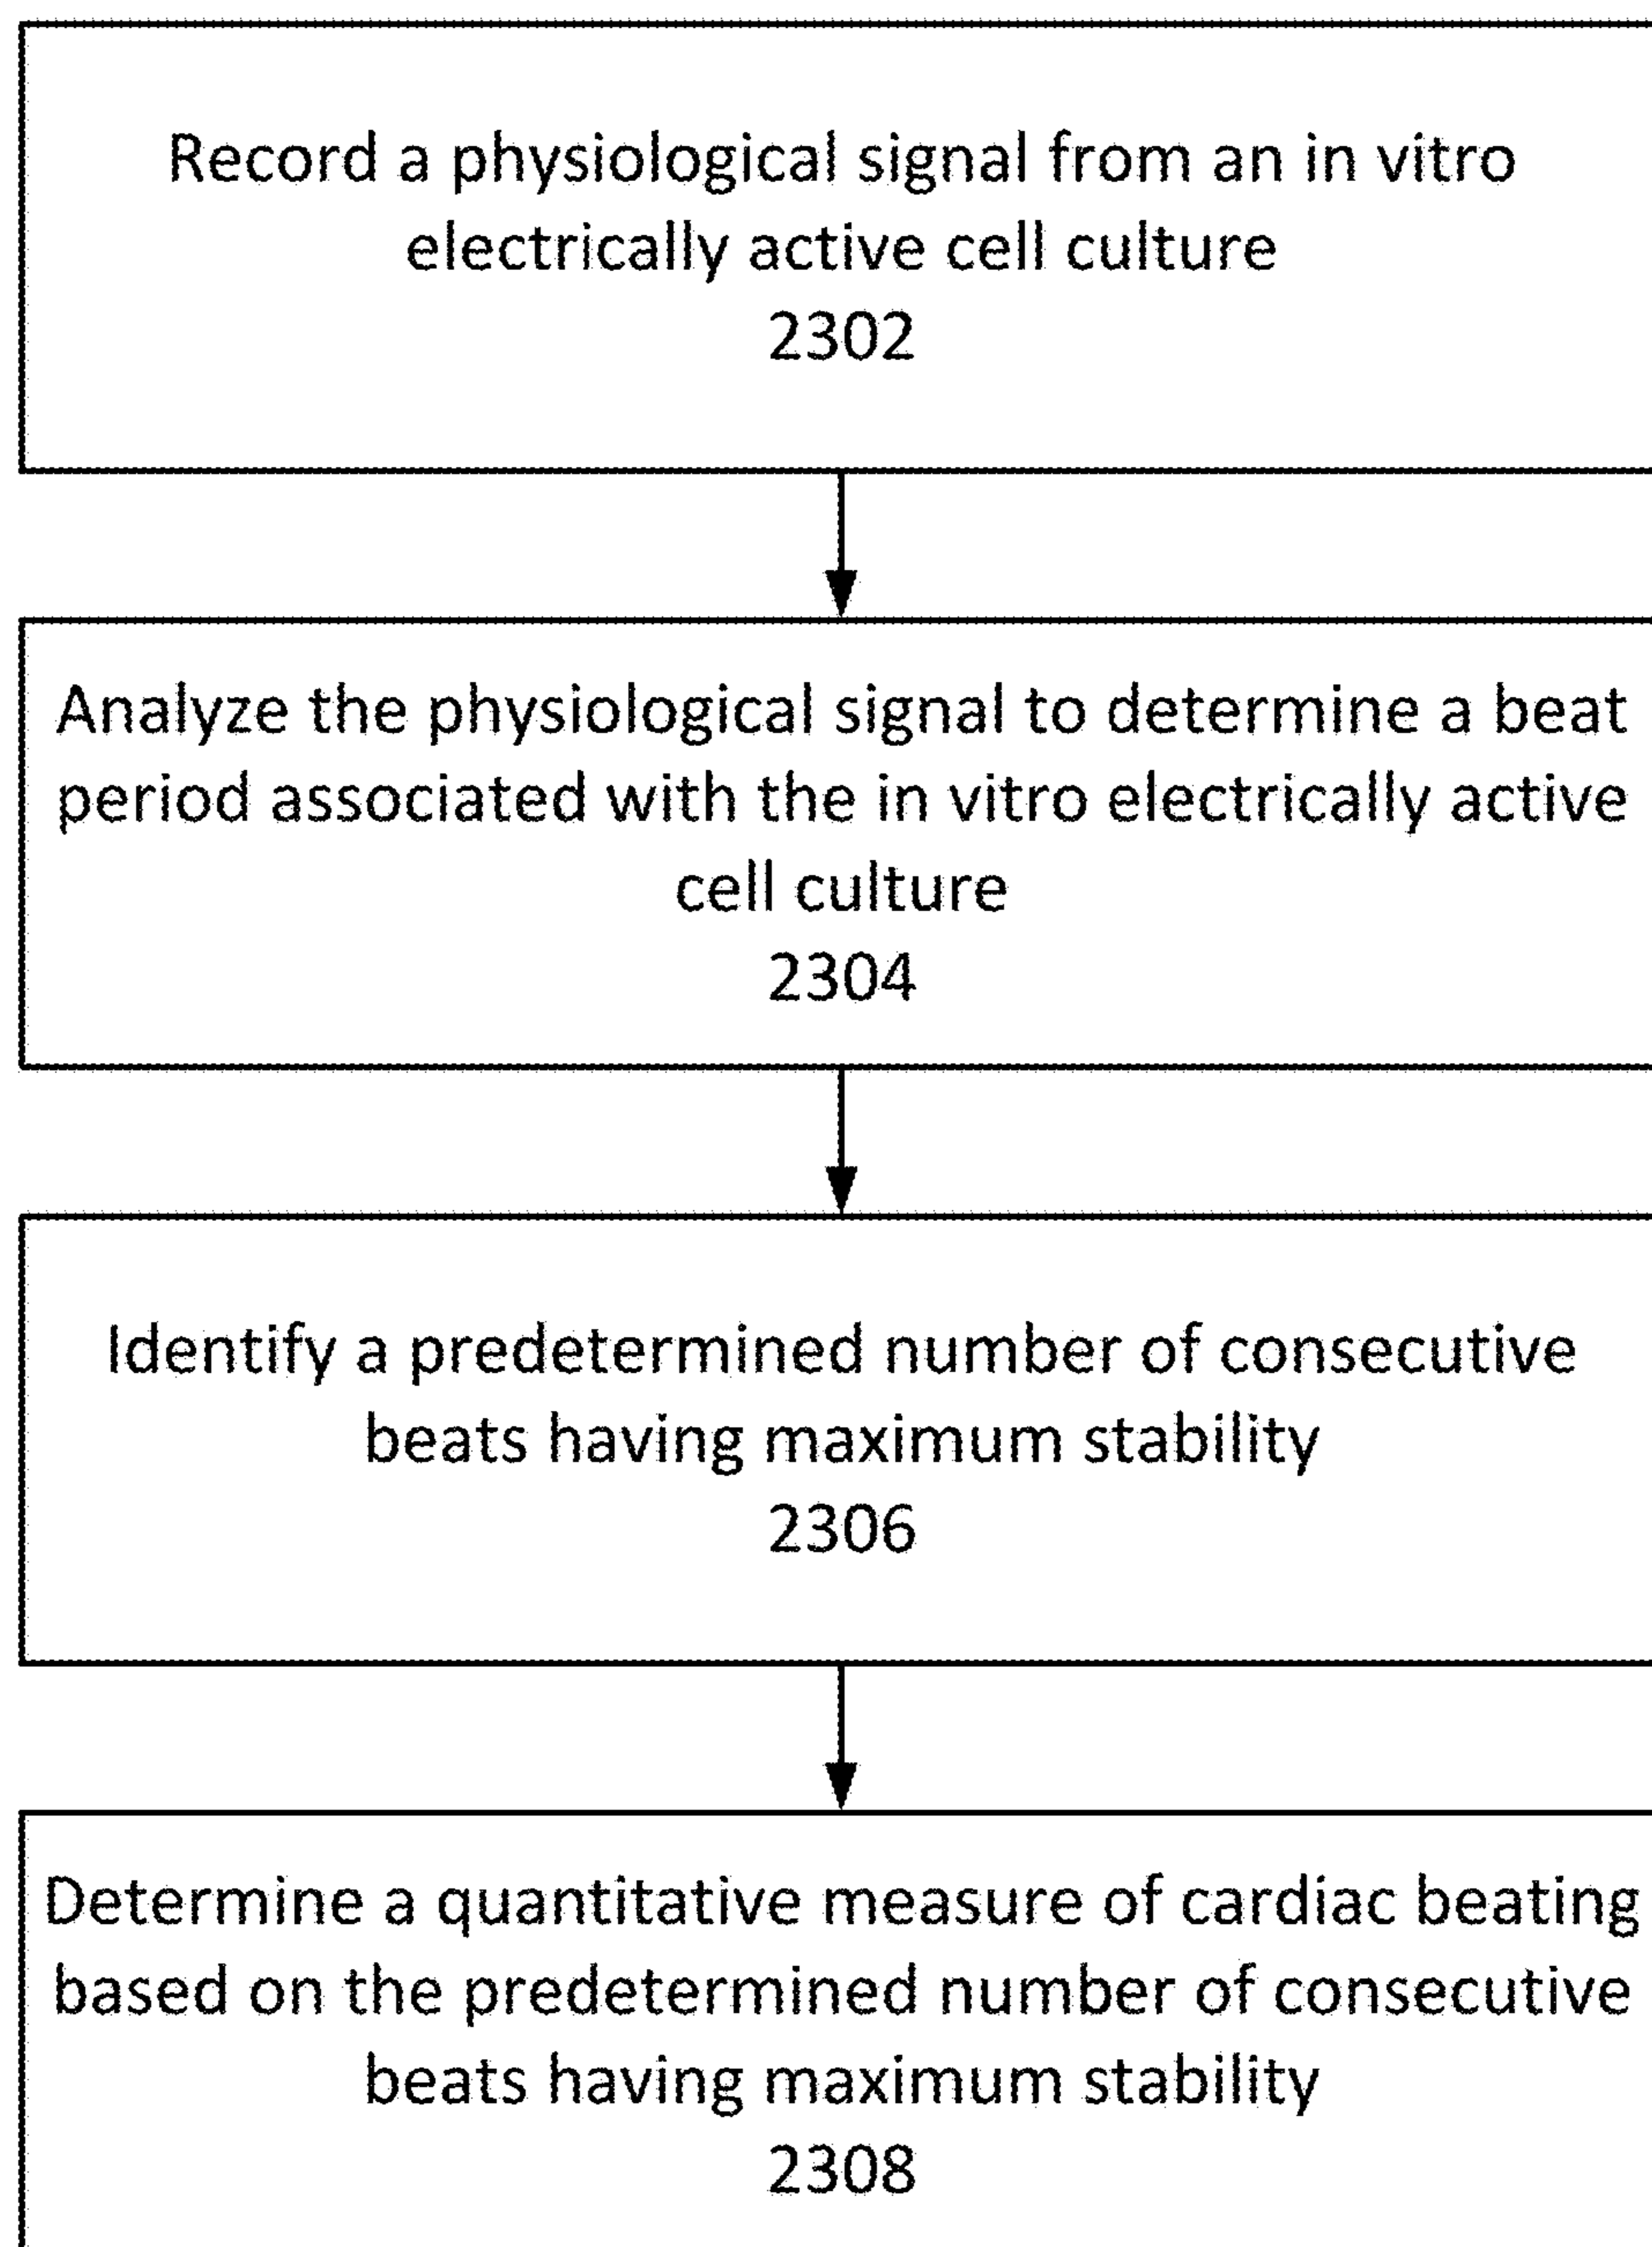 Record a physiological signal from an in vitro
electrically active cell culture
2302
Analyze the physiological signal to determine a beat
period associated with the in vitro electrically active
cell culture
2304
Identify a predetermined number of consecutive
beats having maximum stability
2306
Determine a quantitative measure of cardiac beating
based on the predetermined number of consecutive
beats having maximum stability
2308